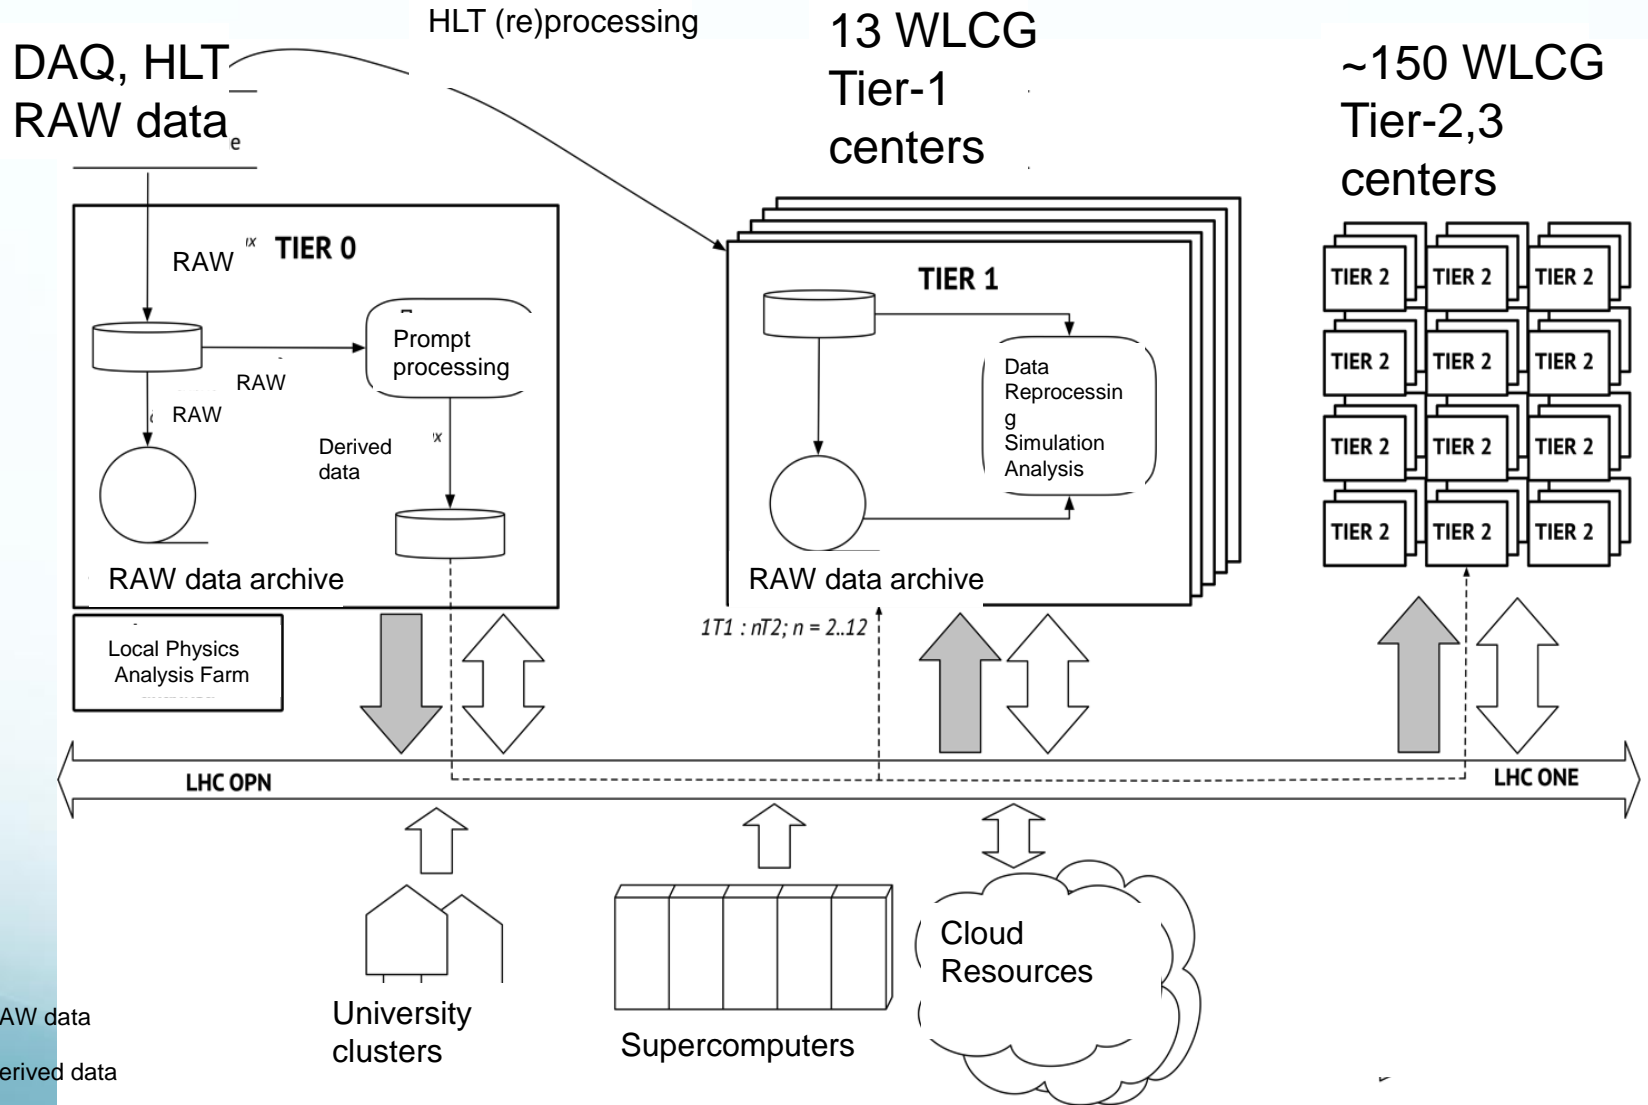 HLT (re)processing
DAQ, HLT
RAW data
13 WLCG
Tier-1
centers
~150 WLCG
Tier-2,3
centers
RAW
TIER 0
Prompt
processing
RAW
RAW
Derived
data
RAW data archive
Local Physics
Analysis Farm
TIER 1
Data
Reprocessin
g
Simulation
Analysis
RAW data archive
1T1 : nT2; n = 2..12
TIER 2 TIER 2 TIER 2
TIER 2 TIER 2 TIER 2
TIER 2 TIER 2 TIER 2
TIER 2 TIER 2 TIER 2
LHC OPN
LHC ONE
University
clusters
Supercomputers
Cloud
Resources
AW data
erived data